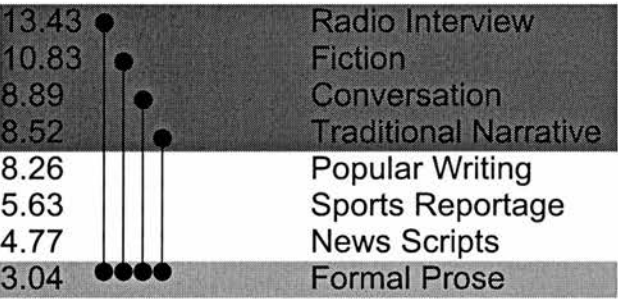 13.43 Radio Interview
10.83 Fiction
8.89 Conversation
8.52 Traditional Narrative
8.26 Popular Writing
5.63 Sports Reportage
4.77 News Scripts
3.04 Formal Prose